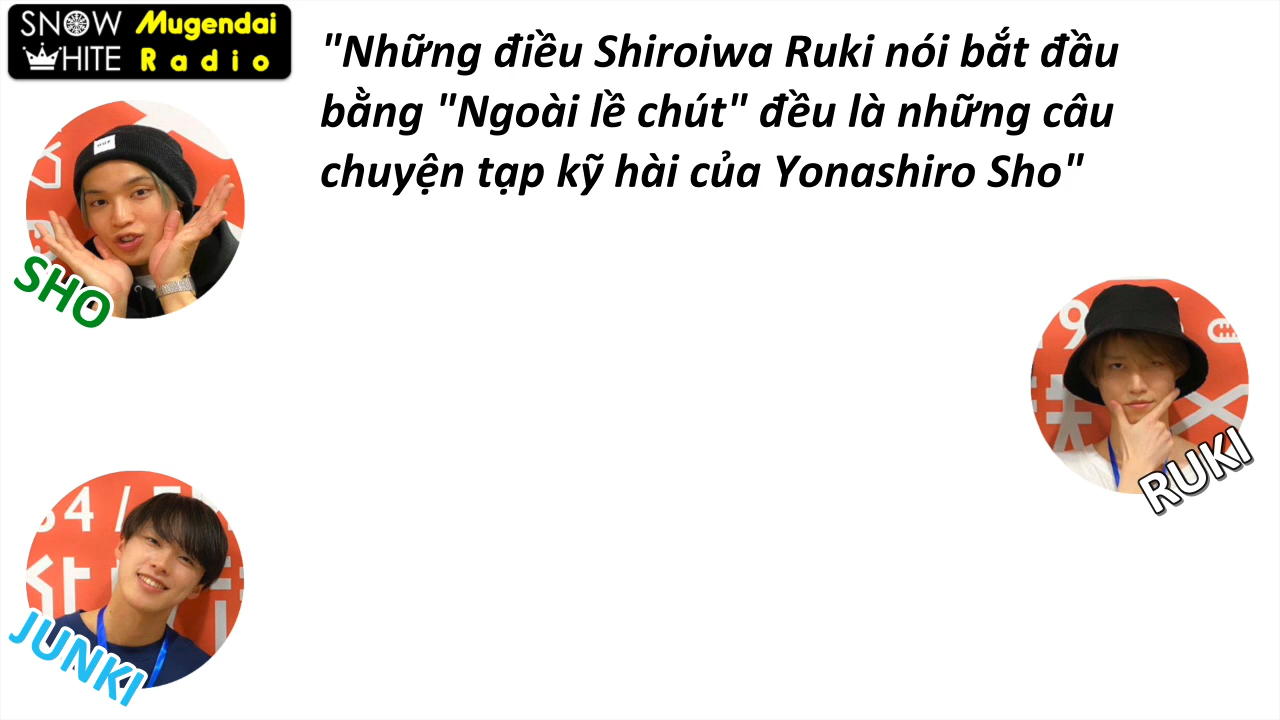 SNOW WHITE
Mugendai
Radio
"Những điều Shiroiwa Ruki nói bắt đầu
bằng "Ngoài lề chút" đều là những câu
chuyện tạp kỹ hài của Yonashiro Sho"
SHO
RUKI
JUNKI